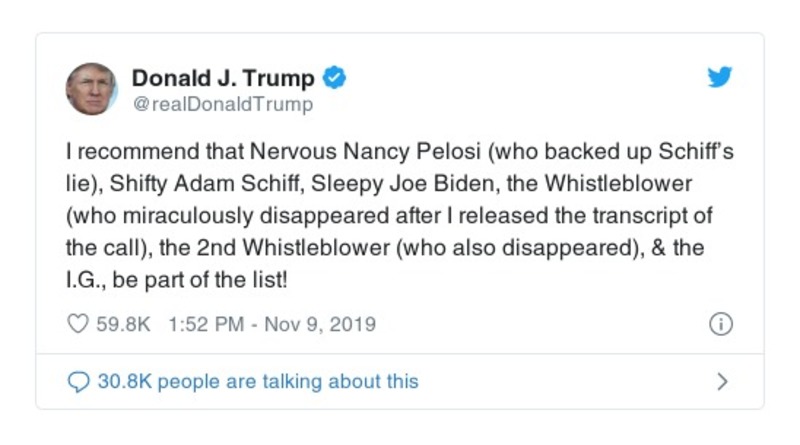 Donald J. Trump
@realDonaldTrump
I recommend that Nervous Nancy Pelosi (who backed up Schiff's
lie), Shifty Adam Schiff, Sleepy Joe Biden, the Whistleblower
(who miraculously disappeared after I released the transcript of
the call), the 2nd Whistleblower (who also disappeared), & the
I.G., be part of the list!
59.8K 1:52 PM - Nov 9, 2019
30.8K people are talking about this